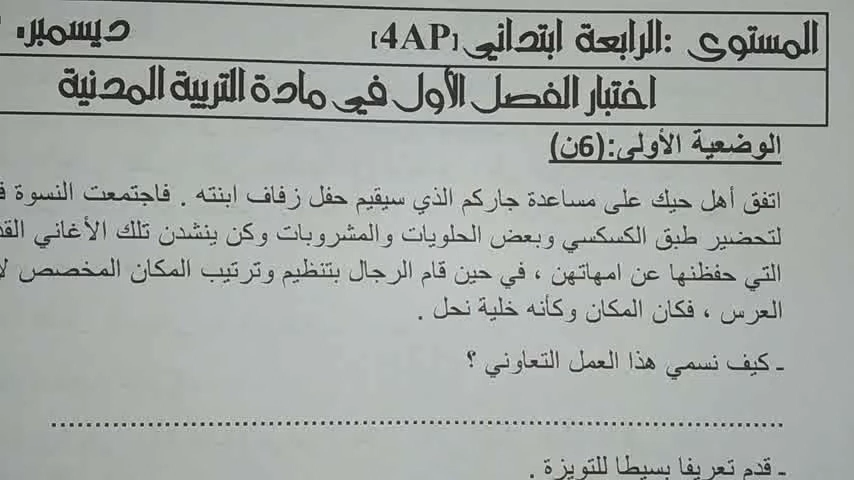 المستوى :الرابعة ابتدائي [4AP] ديسمبر
اختبار الفصل الأول في مادة التربية المدنية
الوضعية الأولى:(6ن)
اتفق أهل حيك على مساعدة جاركم الذي سيقيم حفل زفاف ابنته . فاجتمعت النسوة
لتحضير طبق الكسكسي وبعض الحلويات والمشروبات وكن ينشدن تلك الأغاني
التي حفظنها عن امهاتهن ، في حين قام الرجال بتنظيم وترتيب المكان المخصص
العرس ، فكان المكان وكأنه خلية نحل .
- كيف نسمي هذا العمل التعاوني ؟
- قدم تعريفا بسيطا للتويزة .